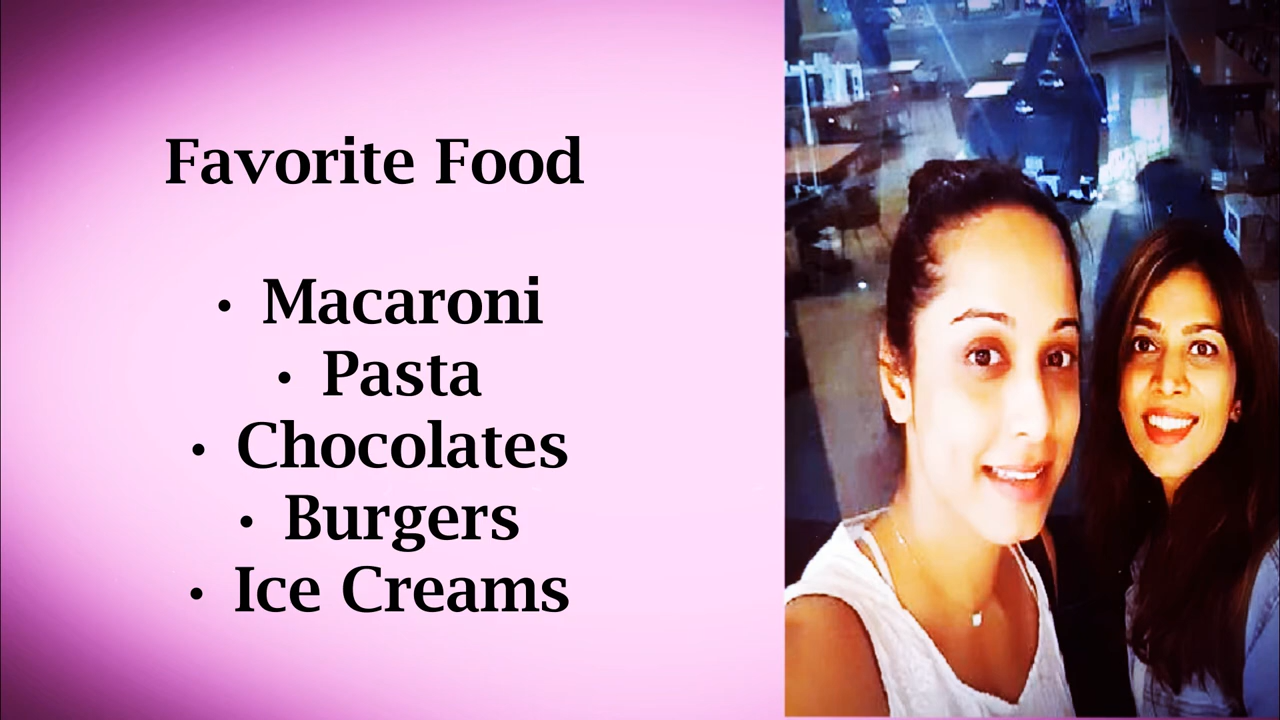 Favorite Food
• Macaroni
• Pasta
• Chocolates
• Burgers
• Ice Creams